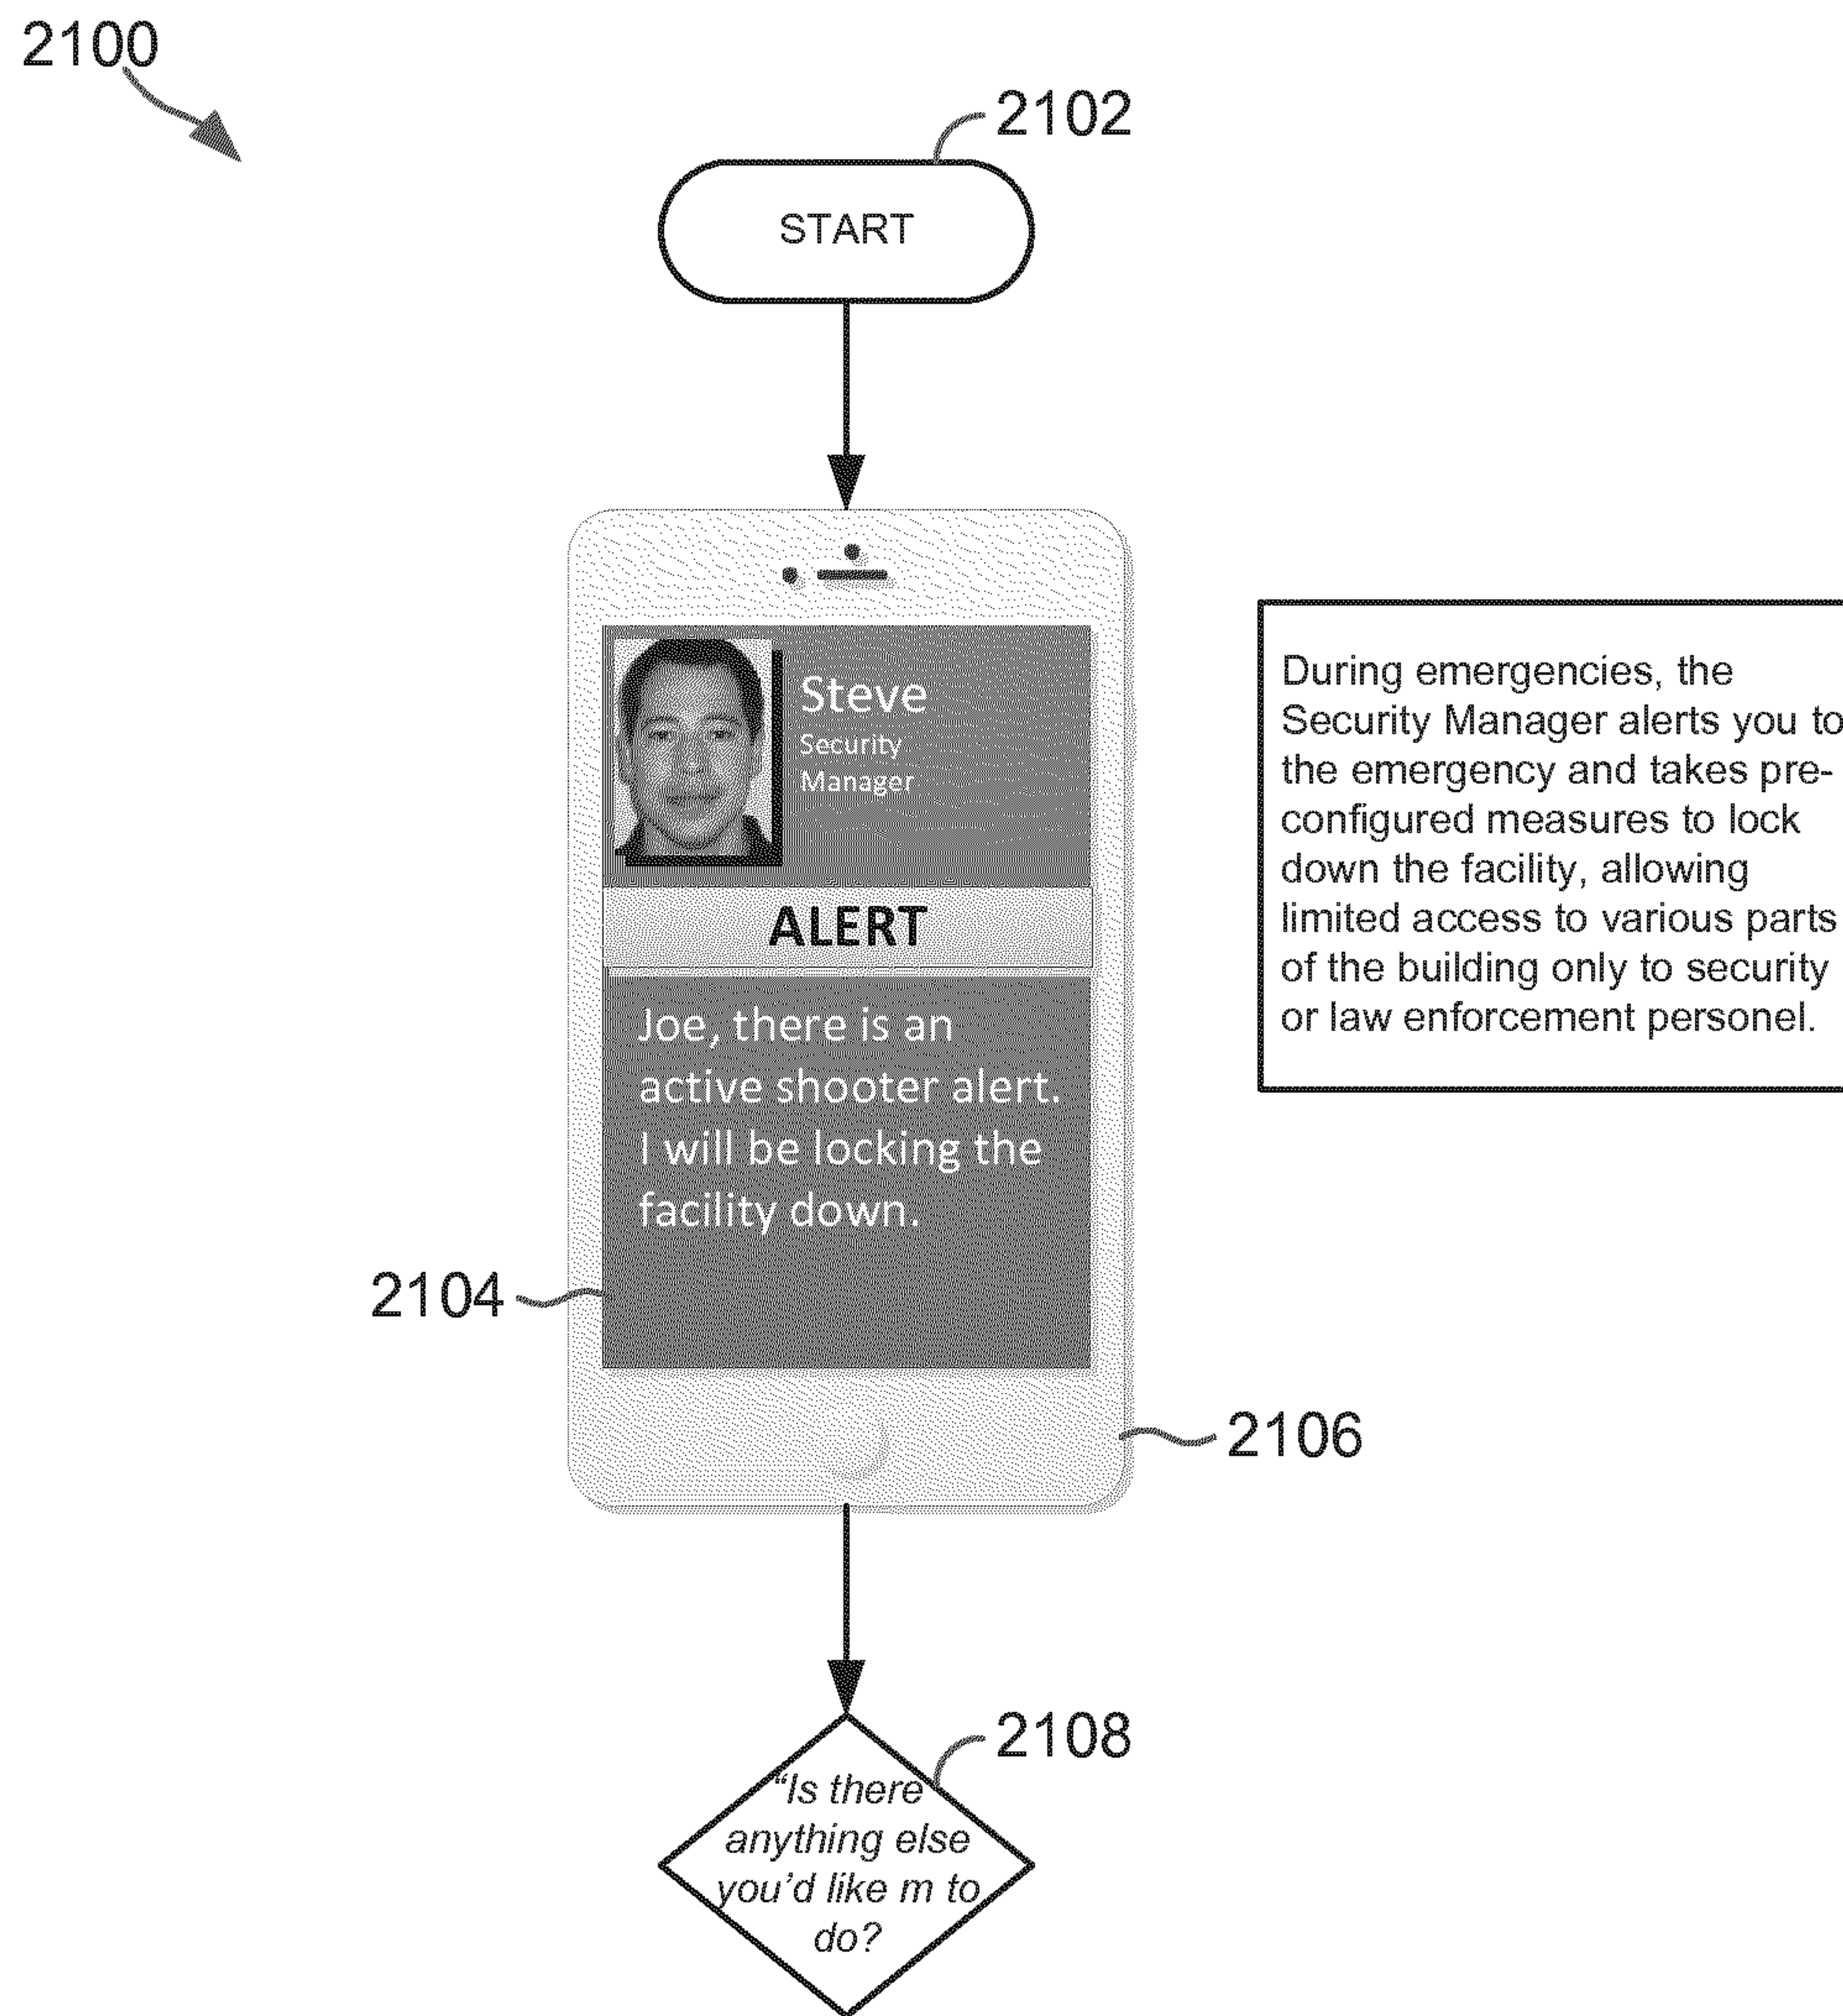 2100
2102
START
Steve
Security
Manager
ALERT
Joe, there is an
active shooter alert.
I will be locking the
facility down.
During emergencies, the
Security Manager alerts you to
the emergency and takes pre-
configured measures to lock
down the facility, allowing
limited access to various parts
of the building only to security
or law enforcement personel.
2104
2106
2108
“Is there
anything else
you’d like m to
do?